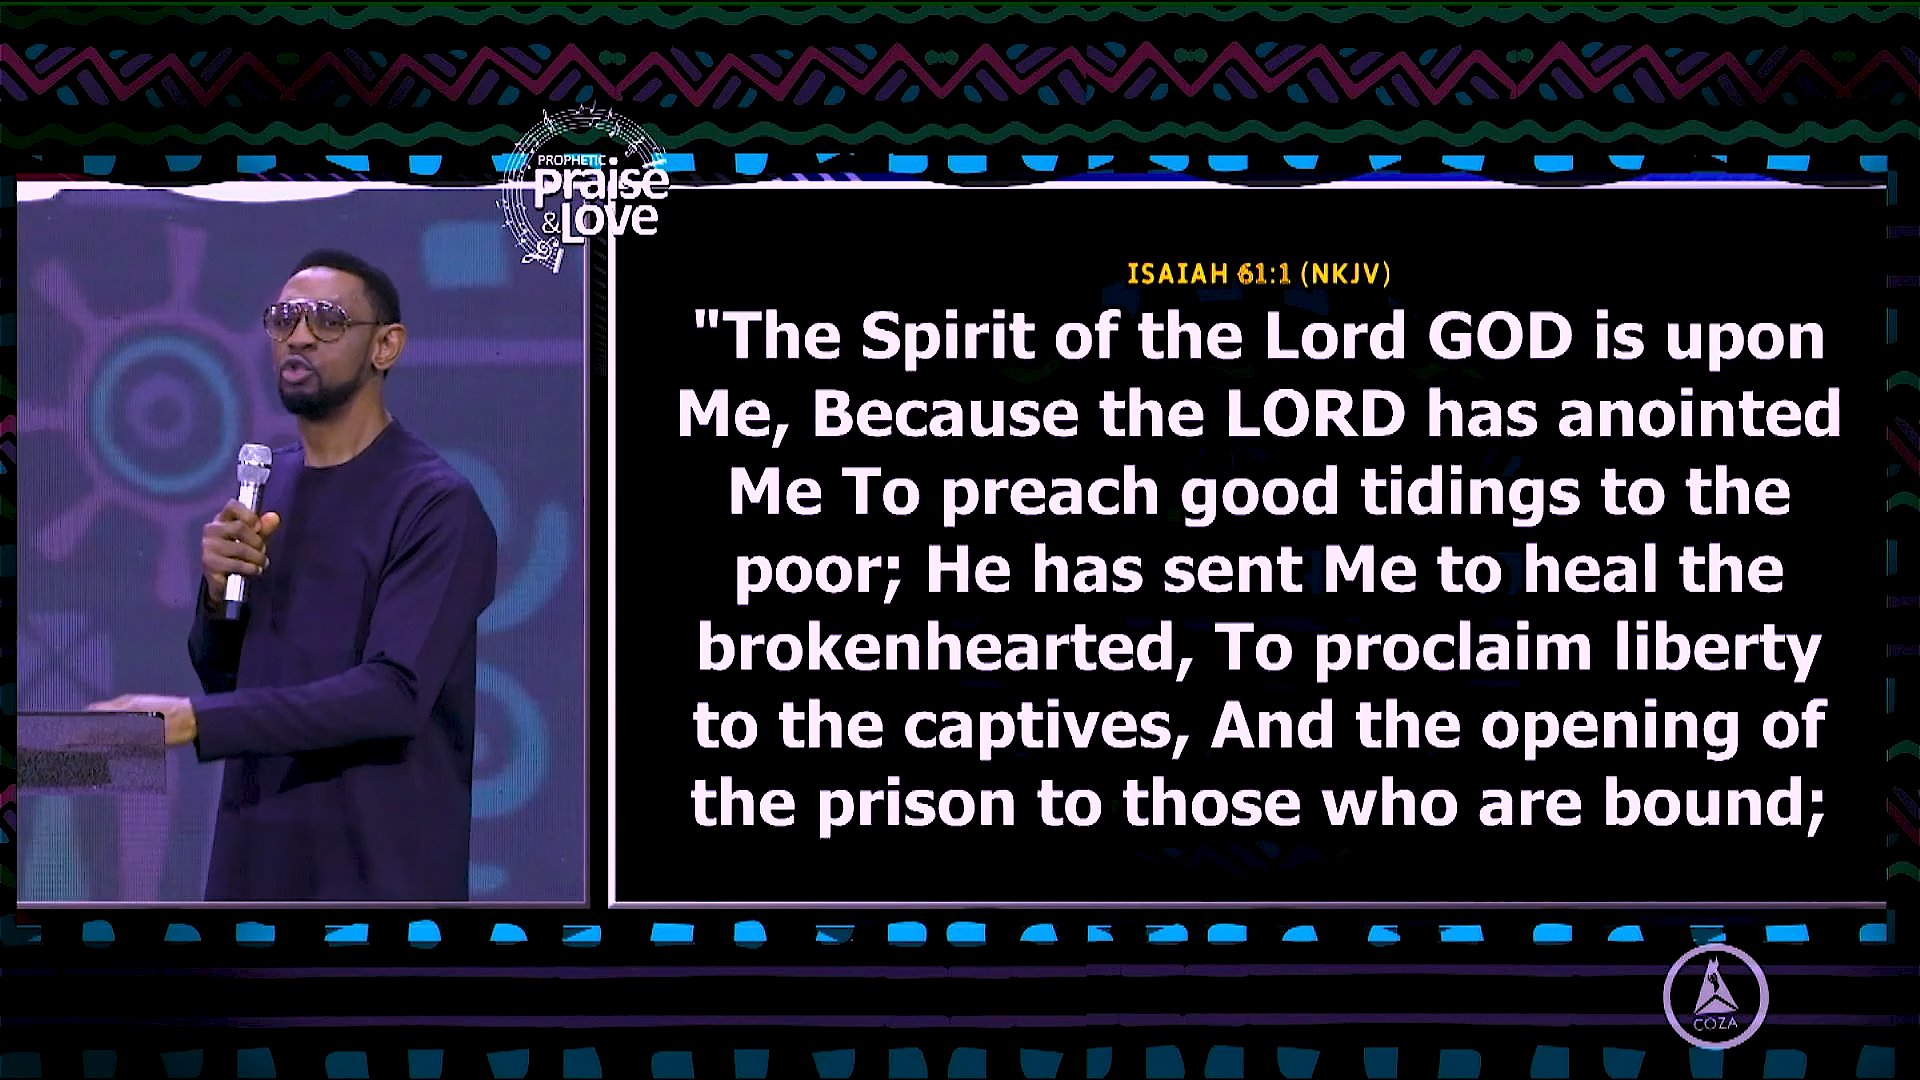 PROPHETIC
Praise
& Love
ISAIAH 61:1 (NKJV)
"The Spirit of the Lord GOD is upon
Me, Because the LORD has anointed
Me To preach good tidings to the
poor; He has sent Me to heal the
brokenhearted, To proclaim liberty
to the captives, And the opening of
the prison to those who are bound;
COZA